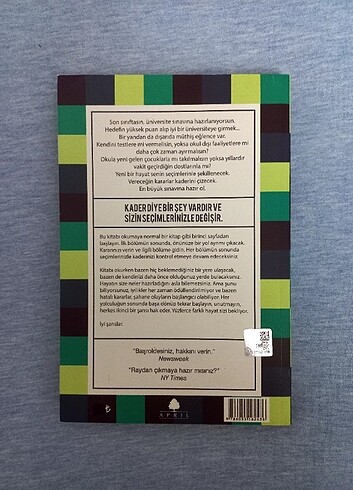 Son sınıftasın, üniversite sınavına hazırlanıyorsun.
Hedefin yüksek puan alıp iyi bir üniversiteye girmek...
Bir yandan da dışarıda müthiş eğlence var.
Kendini testlere mi vermelisin, yoksa okul dışı faaliyetlere mi
daha çok zaman ayırmalısın?
Okula yeni gelen çocuklarla mı takılmalısın yoksa yıllardır
vakit geçirdiğin dostlarınla mı?
Yeni bir hayat senin seçimlerinle şekillenecek.
Vereceğin kararlar kaderini çizecek.
En büyük sınavına hazır ol.
KADER DİYE BİR ŞEY VARDIR VE
SİZİN SEÇİMLERİNİZLE DEĞİŞİR.
Bu kitabı okumaya normal bir kitap gibi birinci sayfadan
başlayın. İlk bölümün sonunda, önünüze bir yol ayrımı çıkacak.
Kararınızı verin ve ilgili bölüme gidin. Her bölümün sonunda
seçimlerinizle kaderinizi kontrol etmeye devam edeceksiniz.
Kitabı okurken bazen hiç beklemediğiniz bir yere ulaşacak,
bazen de kendinizi daha önce olduğunuz yerde bulacaksınız.
Hayatın size neler hazırladığını asla bilemezsiniz. Ama şunu
biliyorsunuz, iyilikler her zaman ödüllendirilmiyor ve bazen
hatalı kararlar, şahane oluşların başlangıcı olabiliyor. Her
yolculuğun sonunda başa dönüp tekrar başlayın, unutmayın,
herkes ikinci bir şansı hak eder. Yüzlerce farklı hayat sizi bekliyor.
İyi şanslar.
"Başroldesiniz, hakkını verin."
Newsweek
"Raydan çıkmaya hazır mısınız?"
NY Times
APRIL